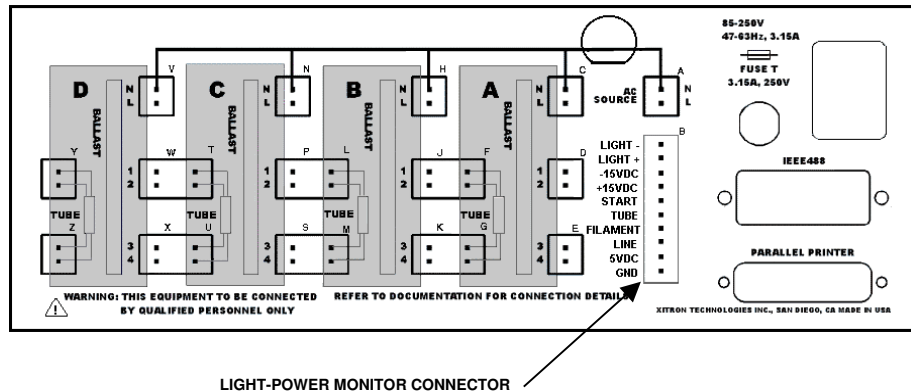 85-250V
47-63Hz, 3.15A
FUSE T
3.15A, 250V
D
C
B
A
V
N
H
C
A
N
L
N
L
N
L
N
L
AC
SOURCE
N
L
BALLAST
BALLAST
BALLAST
BALLAST
B
LIGHT -
LIGHT +
-15VDC
+15VDC
START
TUBE
FILAMENT
LINE
5VDC
GND
IEEE488
PARALLEL PRINTER
Y
W
T
P
L
J
F
D
1
2
1
2
1
2
1
2
TUBE
TUBE
TUBE
TUBE
Z
X
U
S
M
K
G
E
3
4
3
4
3
4
3
4
WARNING: THIS EQUIPMENT TO BE CONNECTED
BY QUALIFIED PERSONNEL ONLY
REFER TO DOCUMENTATION FOR CONNECTION DETAILS
XITRON TECHNOLOGIES INC., SAN DIEGO, CA MADE IN USA
LIGHT-POWER MONITOR CONNECTOR